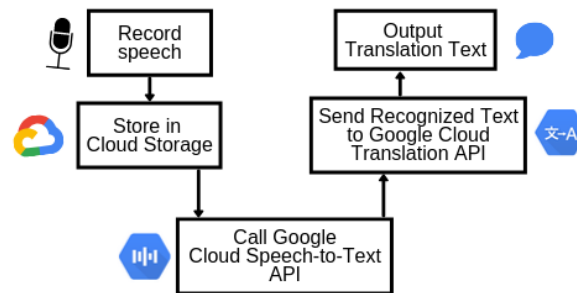 Record
speech
Store in
Cloud Storage
Call Google
Cloud Speech-to-Text
API
Send Recognized Text
to Google Cloud
Translation API
文→A
Output
Translation Text